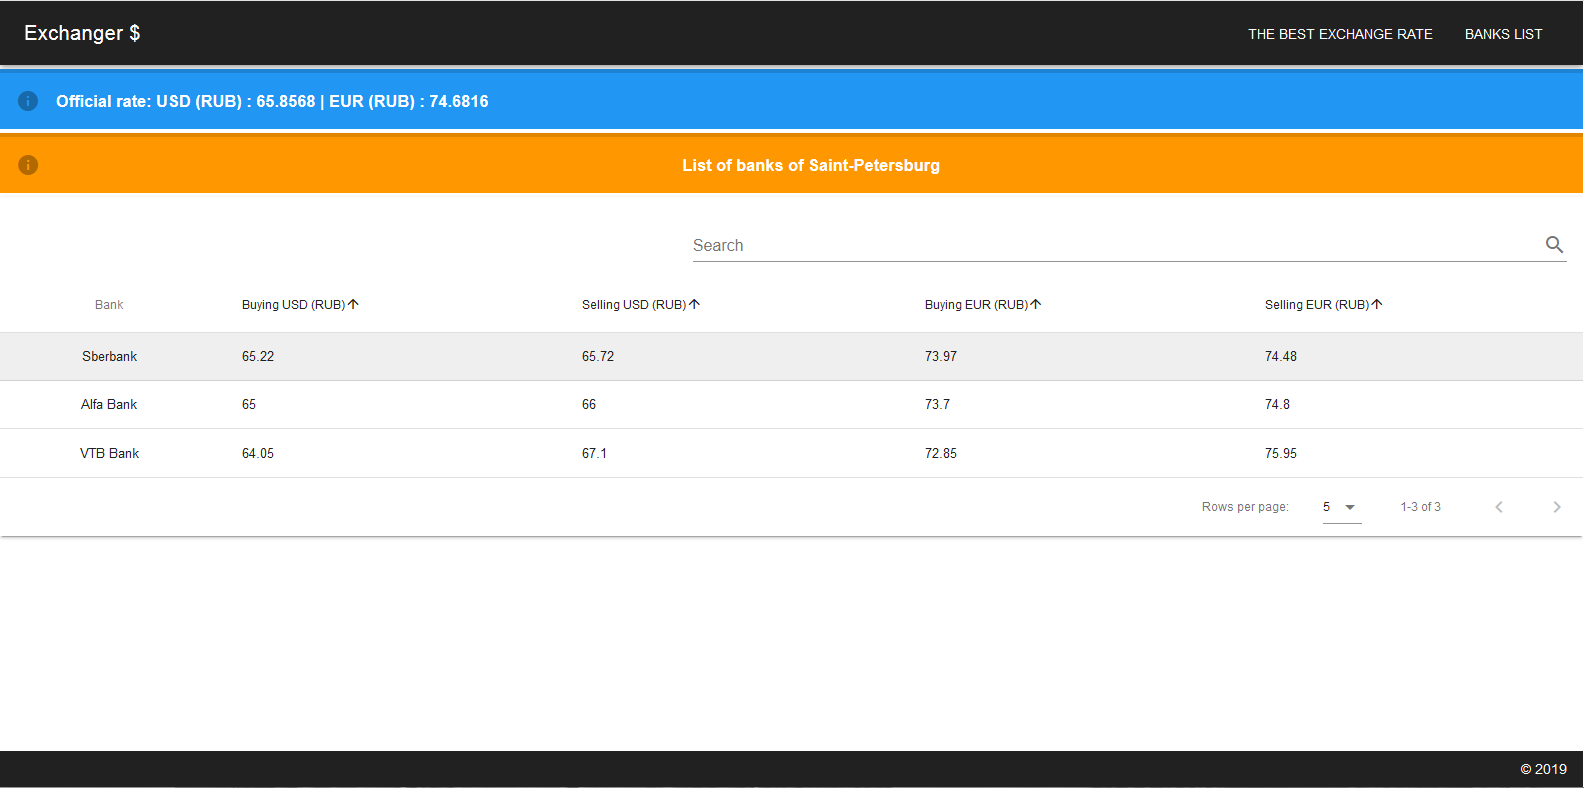 Exchanger $ THE BEST EXCHANGE RATE BANKS LIST
Official rate: USD (RUB) : 65.8568 | EUR (RUB) : 74.6816
List of banks of Saint-Petersburg
Search
Bank Buying USD (RUB) Selling USD (RUB) Buying EUR (RUB) Selling EUR (RUB)
Sberbank 65.22 65.72 73.97 74.48
Alfa Bank 65 66 73.7 74.8
VTB Bank 64.05 67.1 72.85 75.95
Rows per page: 5 1-3 of 3
© 2019